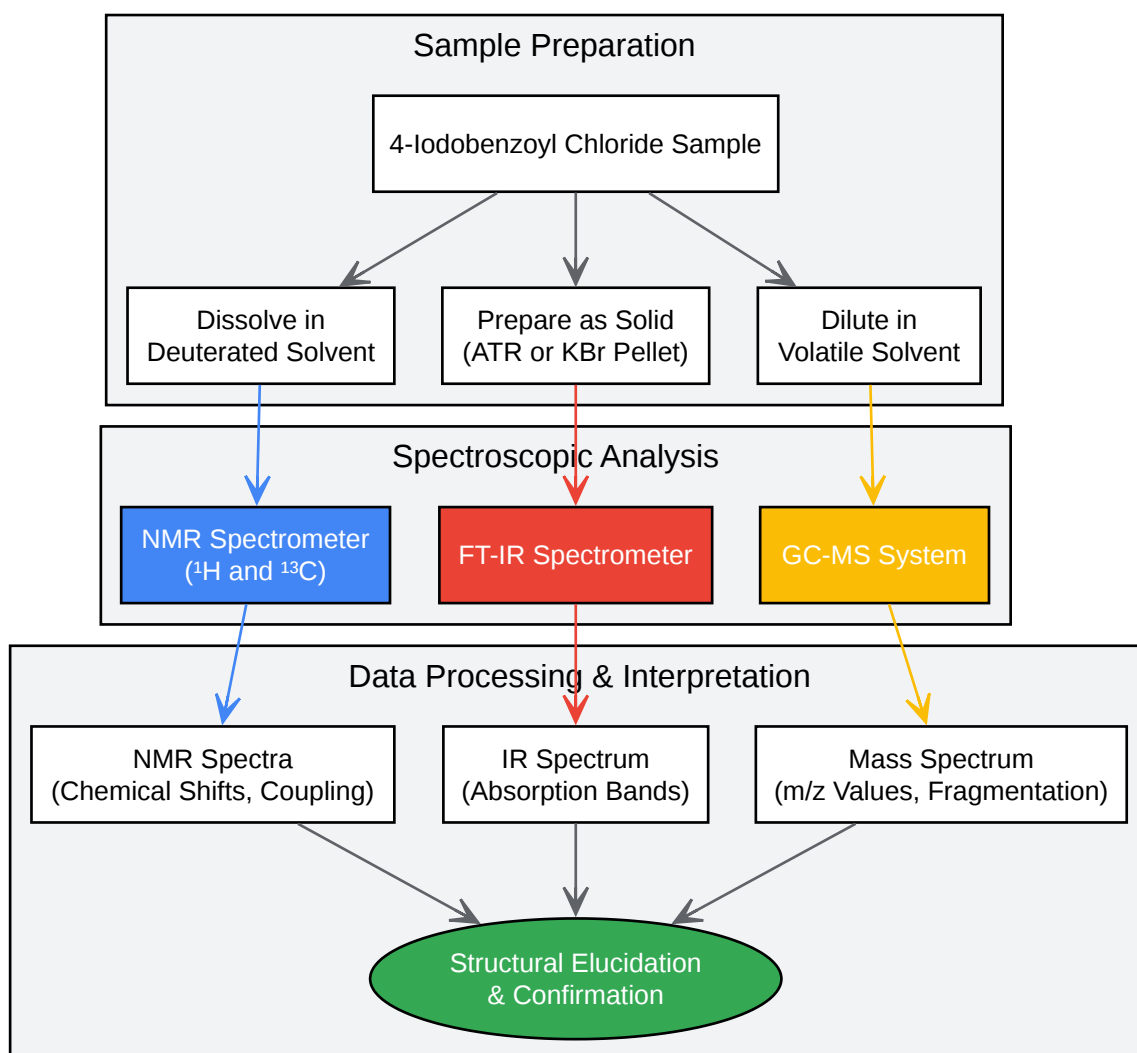 Sample Preparation
4-Iodobenzoyl Chloride Sample
Dissolve in
Deuterated Solvent
Prepare as Solid
(ATR or KBr Pellet)
Dilute in
Volatile Solvent
Spectroscopic Analysis
NMR Spectrometer
(¹H and ¹³C)
FT-IR Spectrometer
GC-MS System
Data Processing & Interpretation
NMR Spectra
(Chemical Shifts, Coupling)
IR Spectrum
(Absorption Bands)
Mass Spectrum
(m/z Values, Fragmentation)
Structural Elucidation
& Confirmation